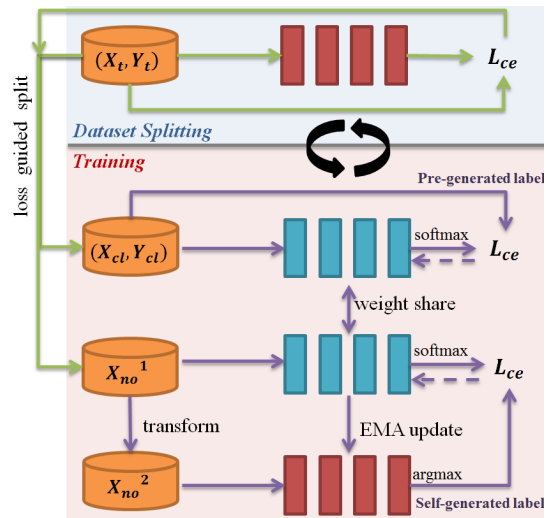 (X_t, Y_t)
L_ce
loss guided split
Dataset Splitting
Training
Pre-generated label
(X_cl, Y_cl)
softmax
L_ce
weight share
X_no^1
softmax
L_ce
transform
EMA update
X_no^2
argmax
Self-generated label